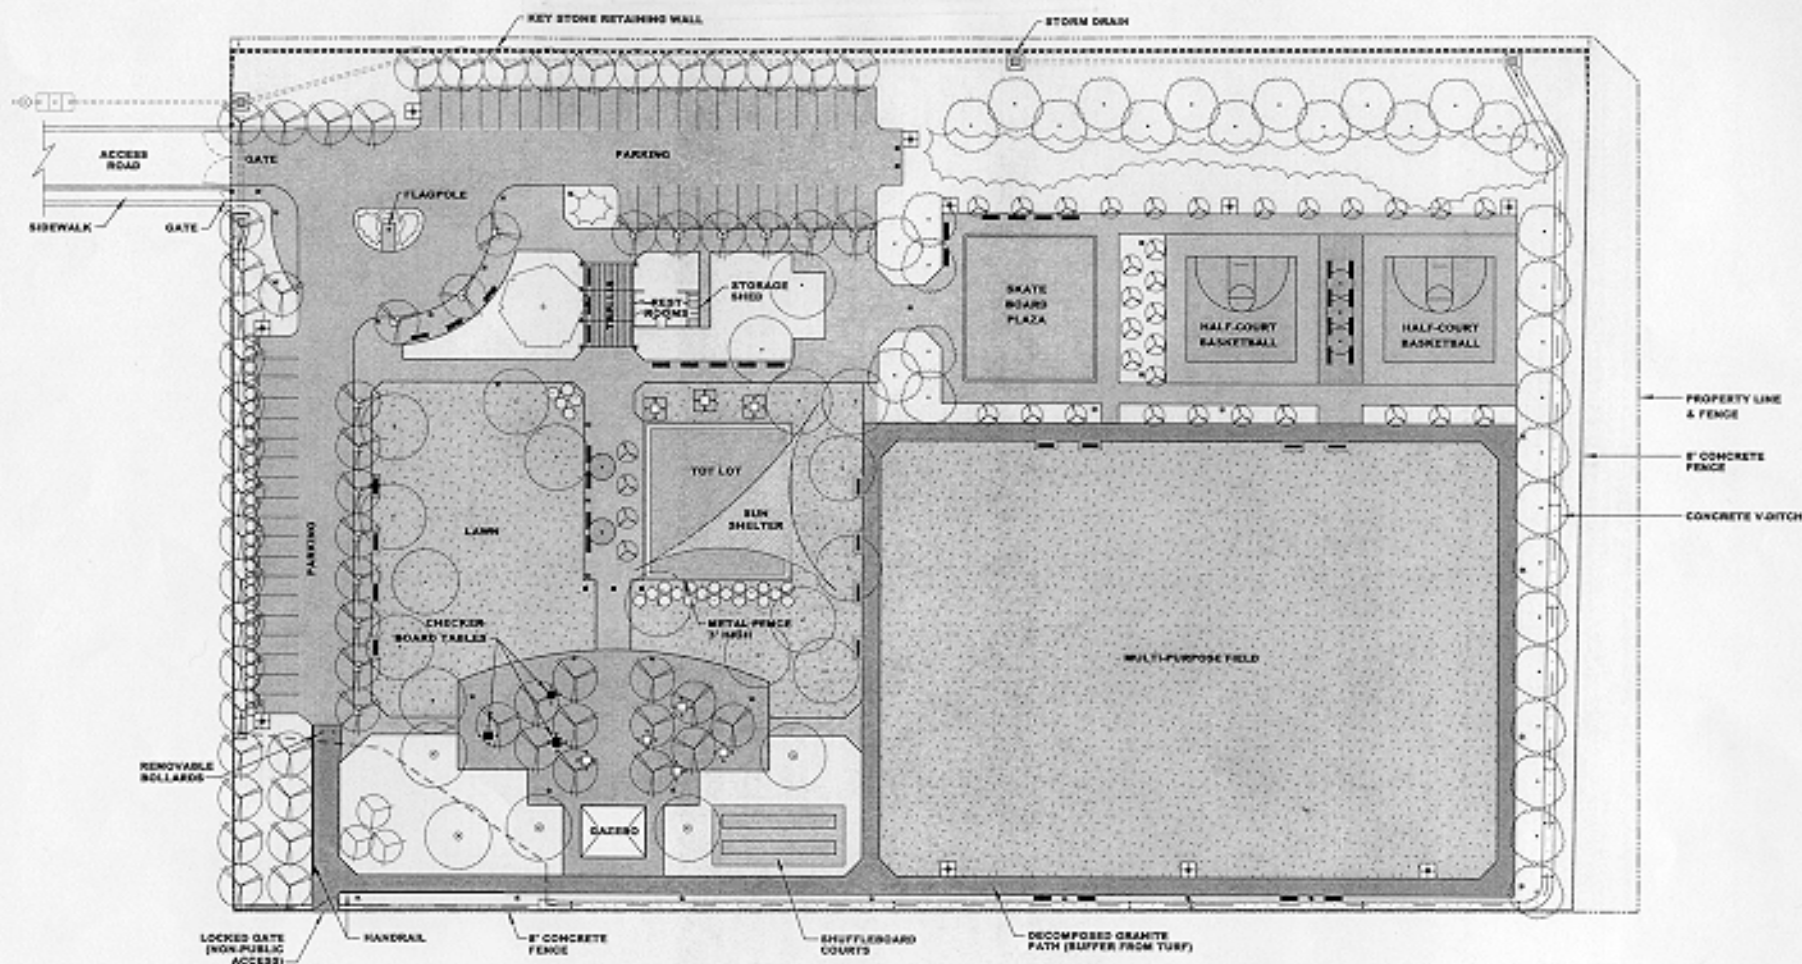 KEY STONE RETAINING WALL
STORM DRAIN
ACCESS
ROAD
GATE
PARKING
FLAGPOLE
SIDEWALK
GATE
TRELLIS
REST-
ROOMS
STORAGE
SHED
SKATE
BOARD
PLAZA
HALF-COURT
BASKETBALL
HALF-COURT
BASKETBALL
PROPERTY LINE
& FENCE
8' CONCRETE
FENCE
CONCRETE V-DITCH
TOT LOT
SUN
SHELTER
LAWN
PARKING
CHECKER-
BOARD TABLES
METAL FENCE
3' HIGH
MULTI-PURPOSE FIELD
REMOVABLE
BOLLARDS
GAZEBO
LOCKED GATE
(NON-PUBLIC
ACCESS)
HANDRAIL
8' CONCRETE
FENCE
SHUFFLEBOARD
COURTS
DECOMPOSED GRANITE
PATH (BUFFER FROM TURF)